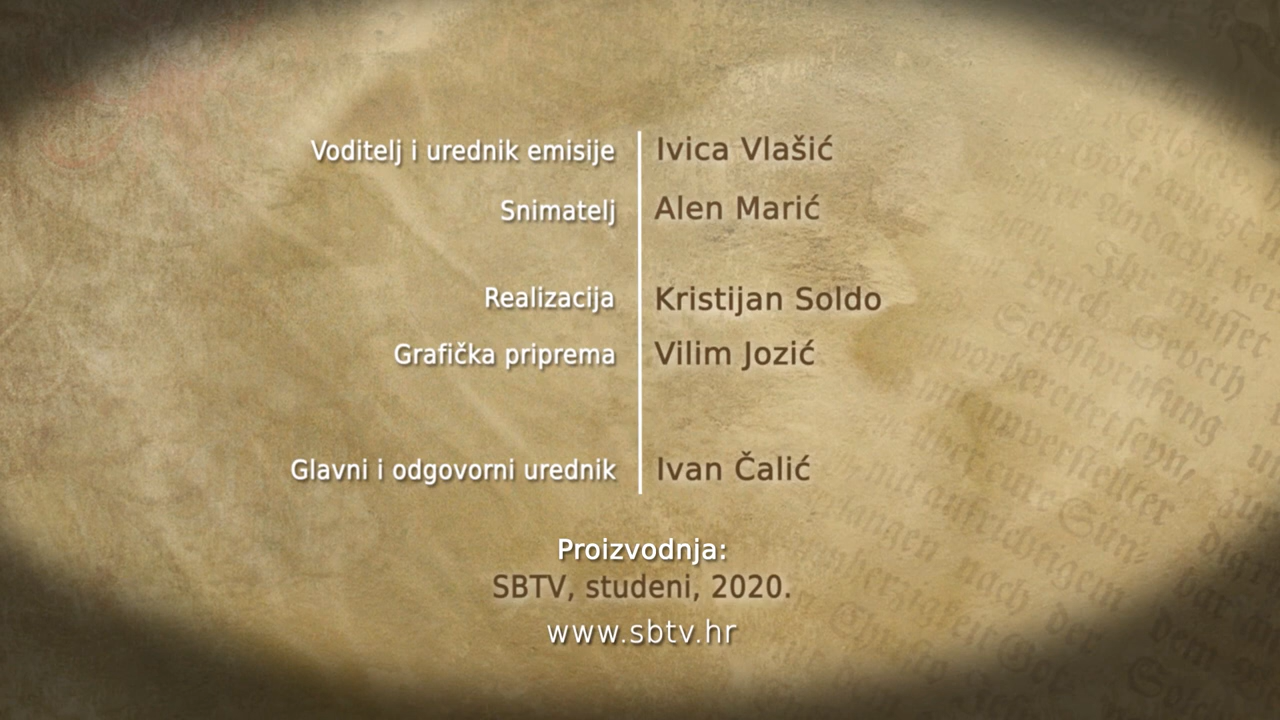 Voditelj i urednik emisije Ivica Vlašić
Snimatelj Alen Marić
Realizacija Kristijan Soldo
Grafička priprema Vilim Jozić
Glavni i odgovorni urednik Ivan Čalić
Proizvodnja:
SBTV, studeni, 2020.
www.sbtv.hr